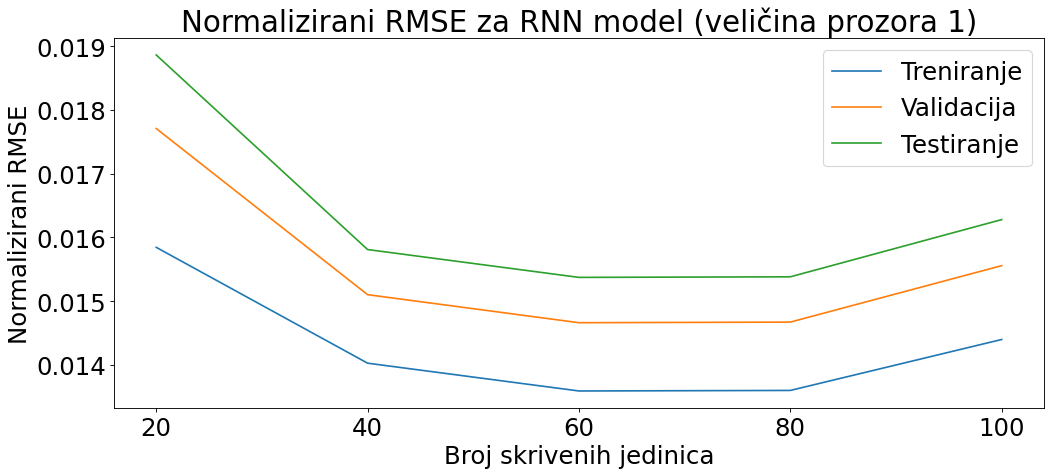 Normalizirani RMSE za RNN model (veličina prozora 1)
Normalizirani RMSE
0.019
0.018
0.017
0.016
0.015
0.014
Treniranje
Validacija
Testiranje
20 40 60 80 100
Broj skrivenih jedinica